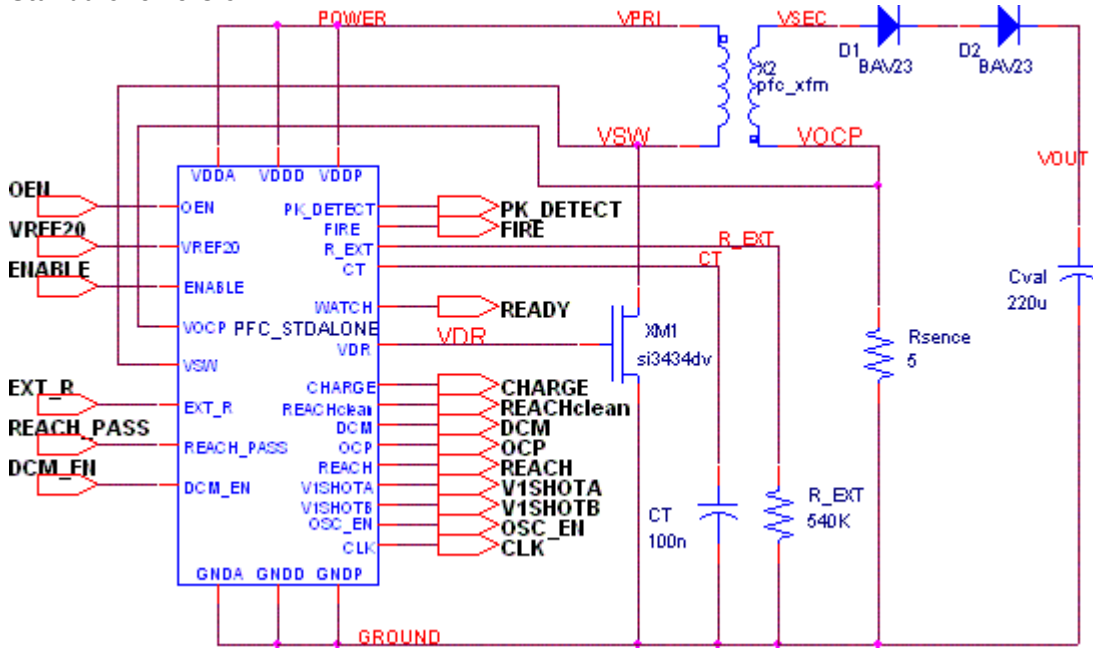 POWER VPRI VSEC
D1 BAV23 D2 BAV23
X2
pfc_xfm
VSW VOCP
VOUT
VDDA VDDD VDDP
OEN OEN PK_DETECT PK_DETECT
FIRE FIRE
VREF20 VREF20 R_EXT R_EXT
CT CT
ENABLE ENABLE
Cval
220u
WATCH READY
VOCP PFC_STDALONE
VDR VDR
XM1
si3434dv
Rsence
5
VSW
EXT_R EXT_R CHARGE CHARGE
REACHclean REACHclean
REACH_PASS REACH_PASS DCM DCM
OCP OCP
REACH REACH
DCM_EN DCM_EN V1SHOTA V1SHOTA
V1SHOTB V1SHOTB
OSC_EN OSC_EN
CLK CLK
CT
100n
R_EXT
540K
GNDA GNDD GNDP
GROUND